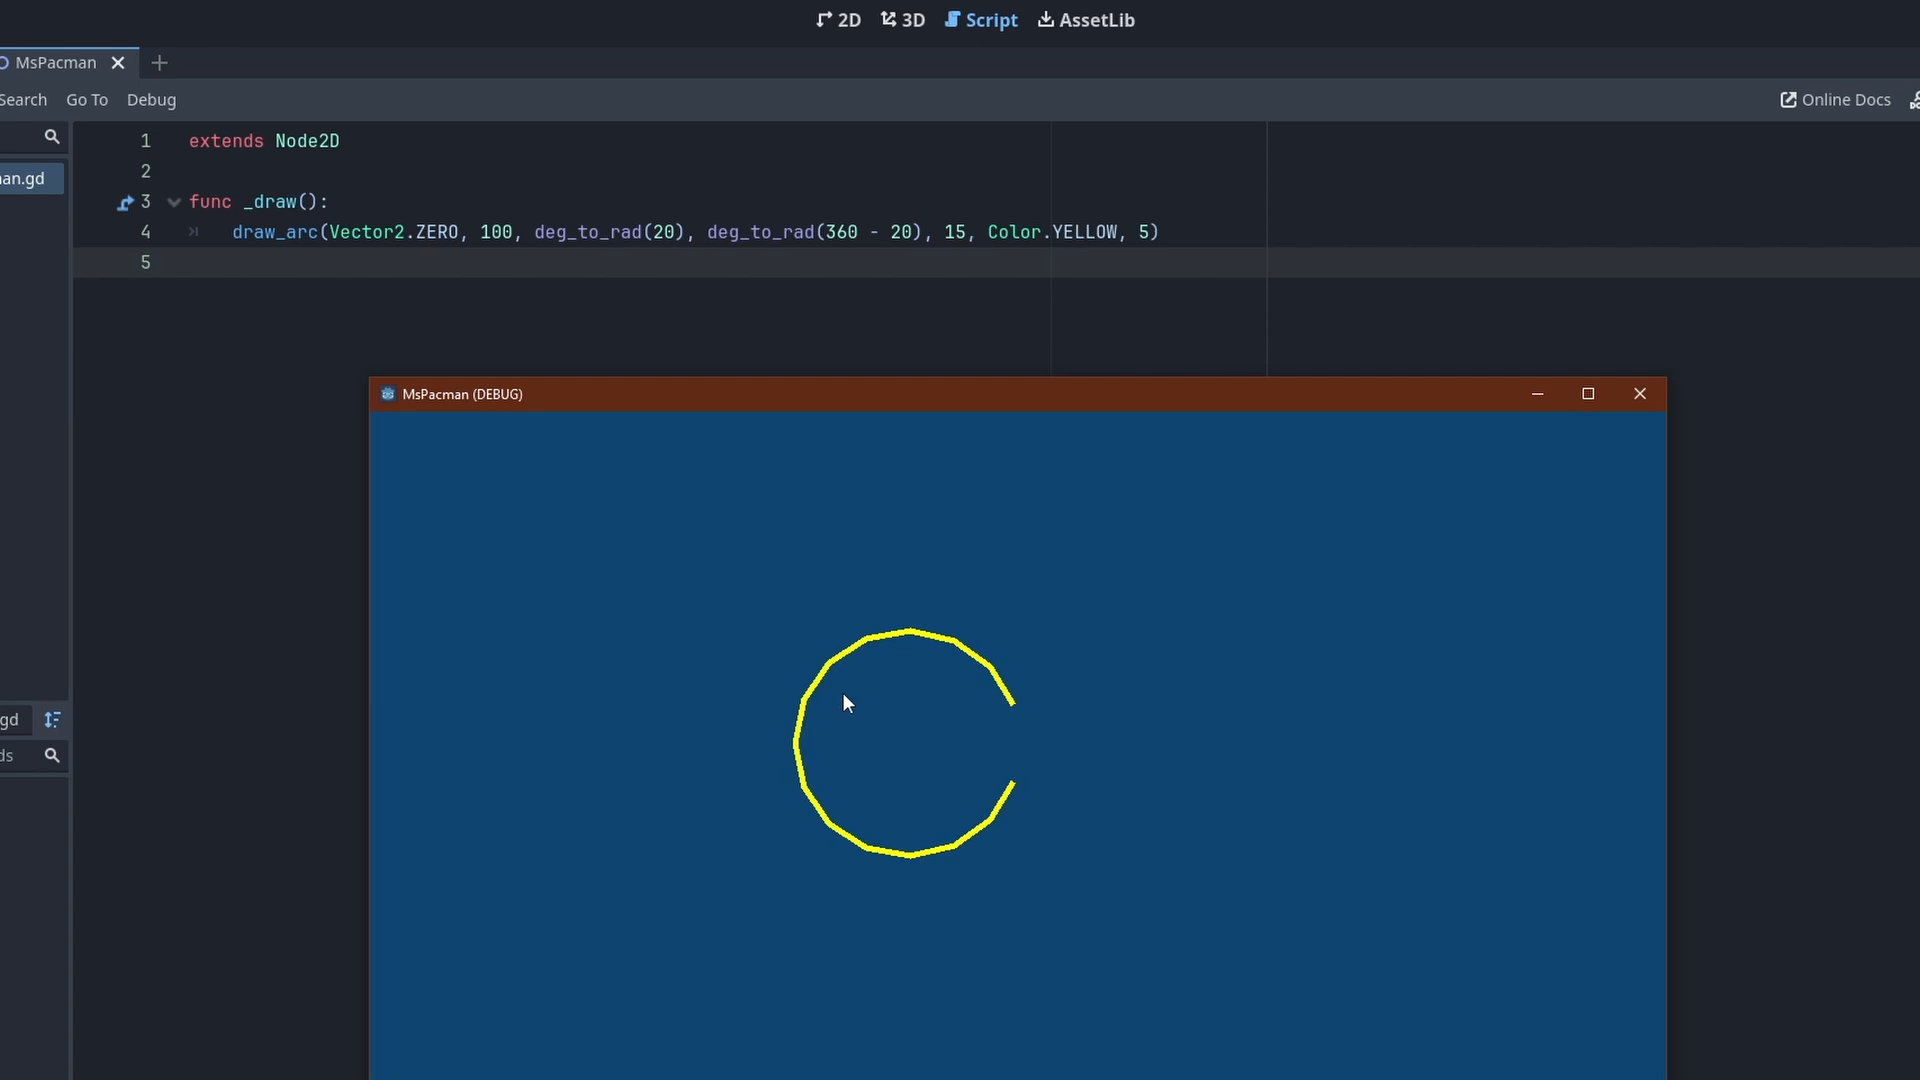 2D 3D Script AssetLib
MsPacman
Search Go To Debug Online Docs
1 extends Node2D
2
an.gd
3 func _draw():
4 draw_arc(Vector2.ZERO, 100, deg_to_rad(20), deg_to_rad(360 - 20), 15, Color.YELLOW, 5)
5
MsPacman (DEBUG)
gd
ds